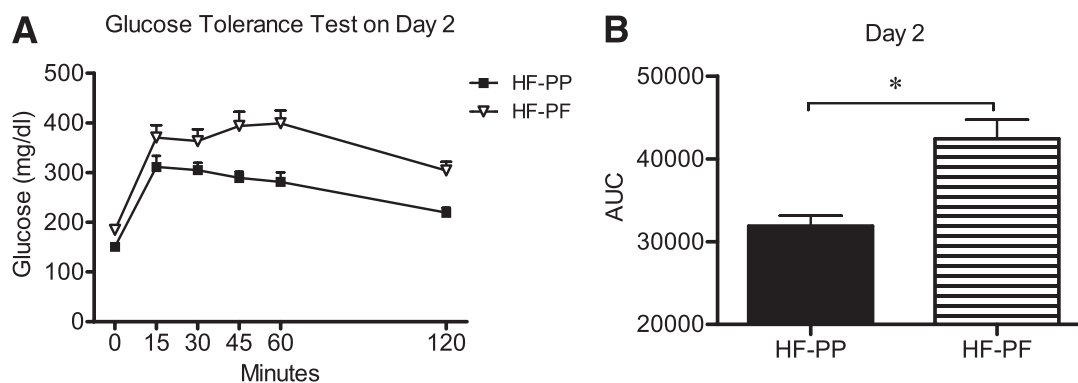 A
Glucose Tolerance Test on Day 2
500
400
300
200
100
0
Glucose (mg/dl)
0 15 30 45 60 120
Minutes
HF-PP
HF-PF
B
Day 2
50000
40000
30000
20000
AUC
*
HF-PP HF-PF